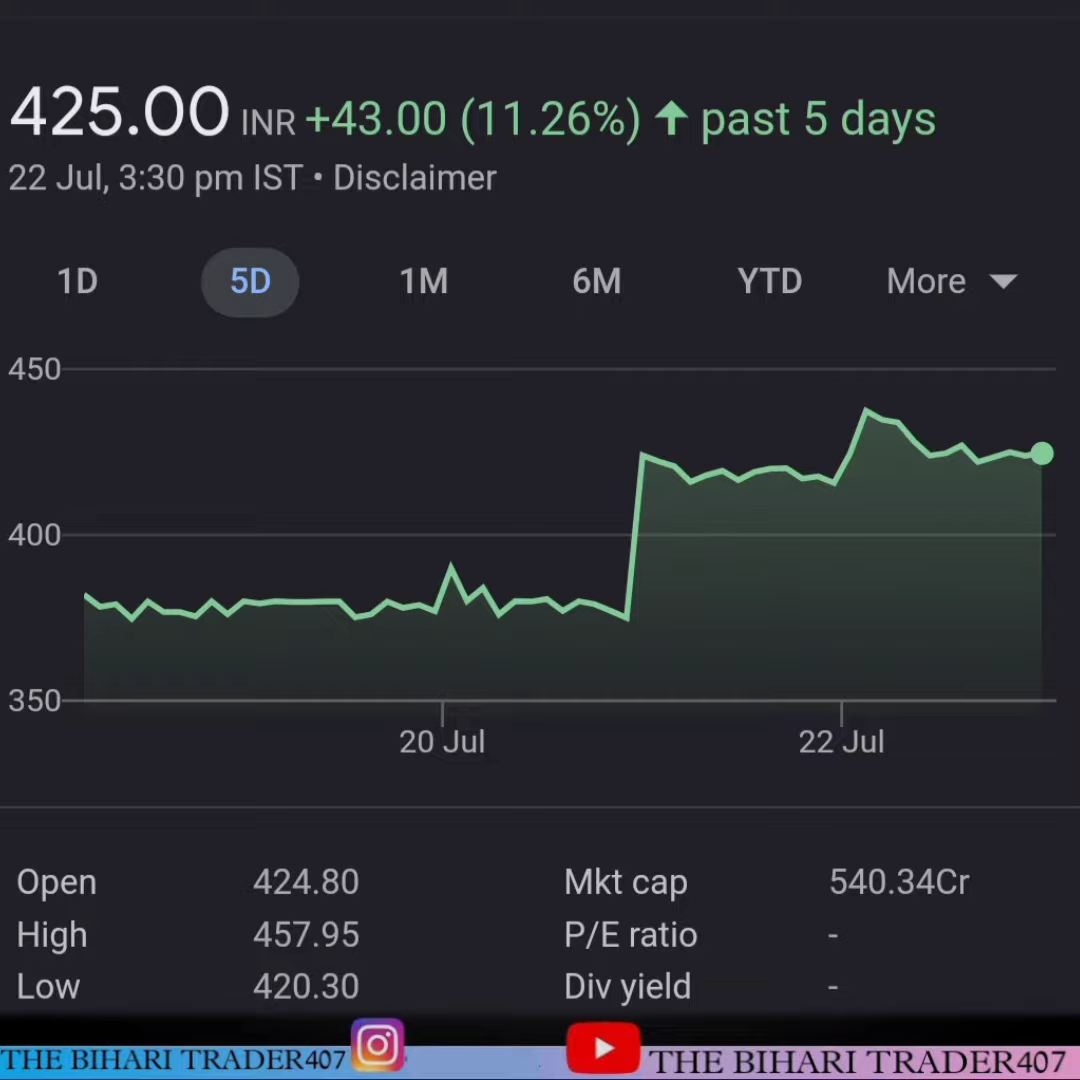 425.00 INR +43.00 (11.26%) ↑ past 5 days
22 Jul, 3:30 pm IST • Disclaimer
1D 5D 1M 6M YTD More
450
400
350
20 Jul 22 Jul
Open 424.80 Mkt cap 540.34Cr
High 457.95 P/E ratio -
Low 420.30 Div yield -
THE BIHARI TRADER407 THE BIHARI TRADER407